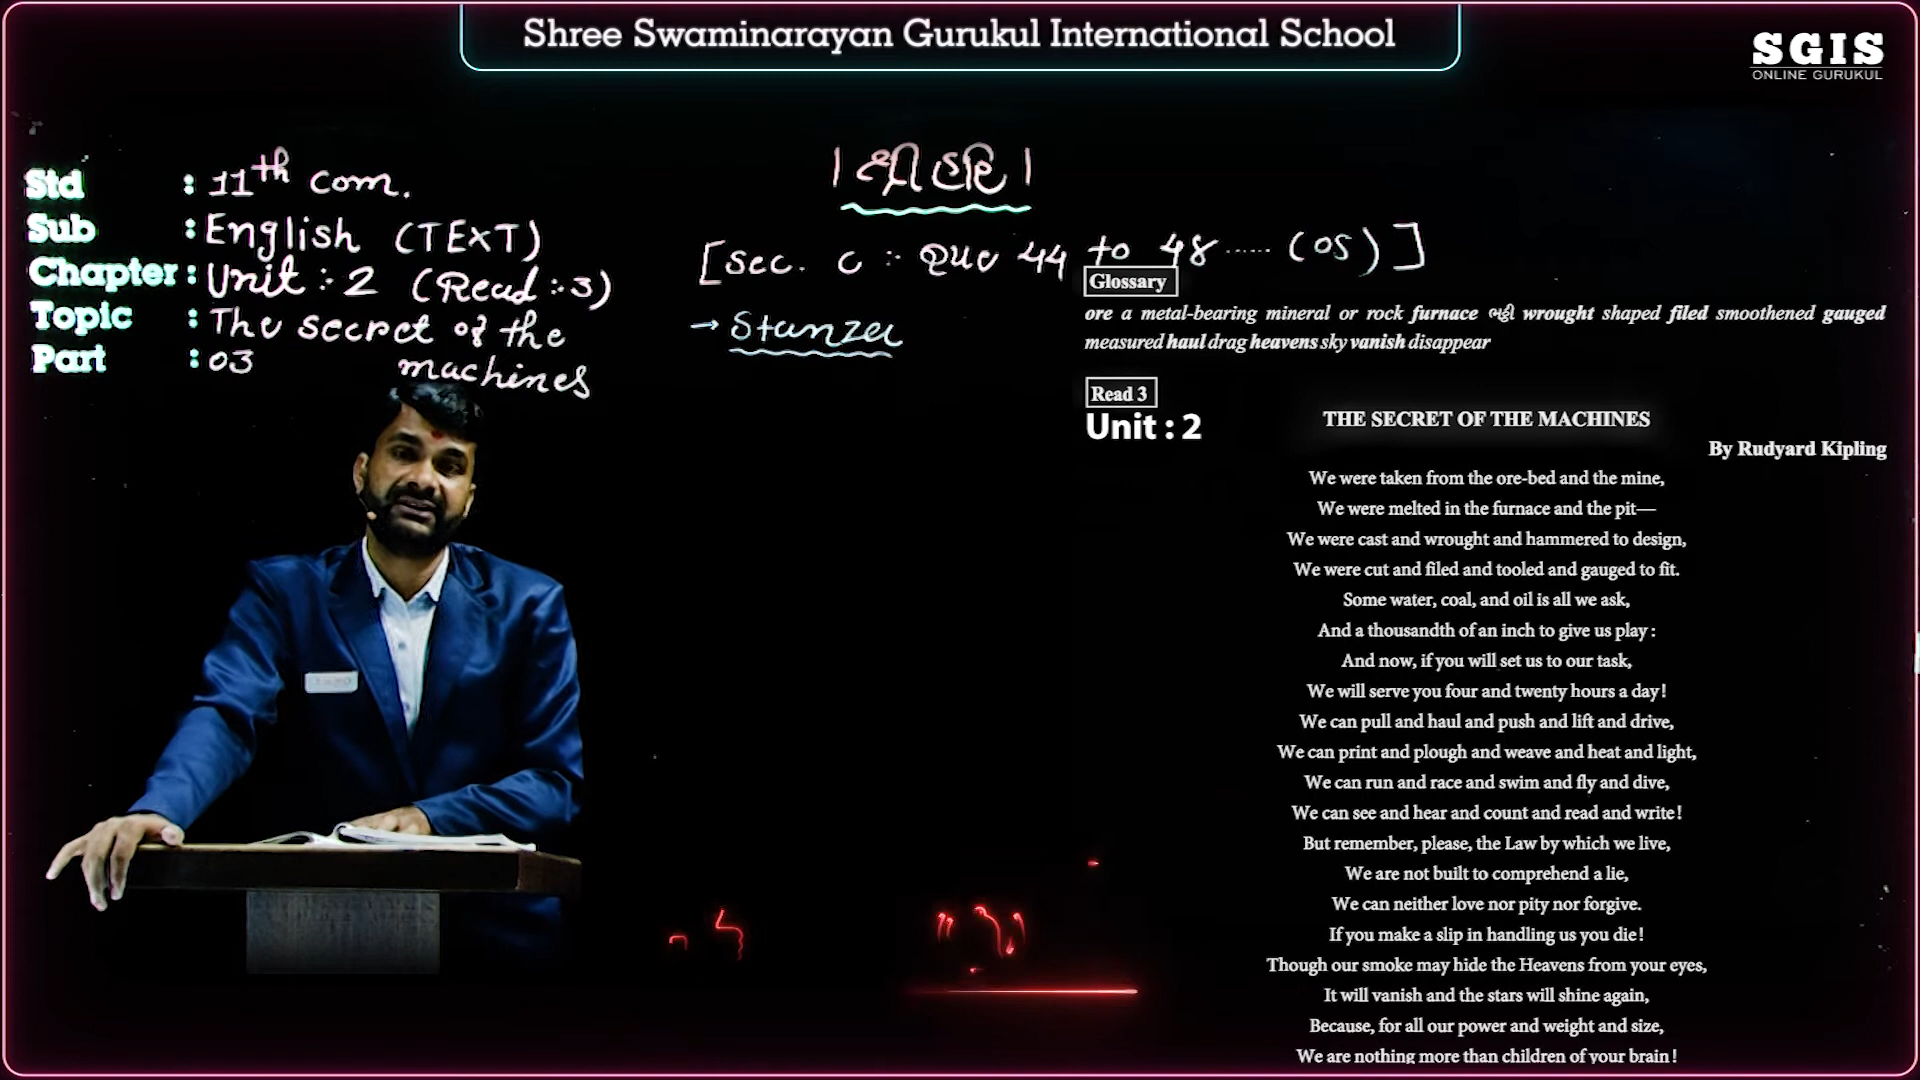 Shree Swaminarayan Gurukul International School
SGIS
ONLINE GURUKUL
Std : 11th com.
Sub : English (TEXT)
Chapter : Unit :- 2 (Read :- 3)
Topic : The secret of the machines
Part : 03
। શ્રી હરિ ।
[sec. C :- Que 44 to 48 ...... (05)]
→ Stanza
Glossary
ore a metal-bearing mineral or rock furnace ભઠ્ઠી wrought shaped filed smoothened gauged
measured haul drag heavens sky vanish disappear
Read 3
Unit : 2
THE SECRET OF THE MACHINES
By Rudyard Kipling
We were taken from the ore-bed and the mine,
We were melted in the furnace and the pit—
We were cast and wrought and hammered to design,
We were cut and filed and tooled and gauged to fit.
Some water, coal, and oil is all we ask,
And a thousandth of an inch to give us play :
And now, if you will set us to our task,
We will serve you four and twenty hours a day !
We can pull and haul and push and lift and drive,
We can print and plough and weave and heat and light,
We can run and race and swim and fly and dive,
We can see and hear and count and read and write !
But remember, please, the Law by which we live,
We are not built to comprehend a lie,
We can neither love nor pity nor forgive.
If you make a slip in handling us you die !
Though our smoke may hide the Heavens from your eyes,
It will vanish and the stars will shine again,
Because, for all our power and weight and size,
We are nothing more than children of your brain !